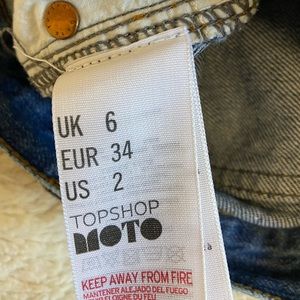 UK 6
EUR 34
US 2
TOPSHOP
MOTO
KEEP AWAY FROM FIRE
MANTENER ALEJADO DEL FUEGO